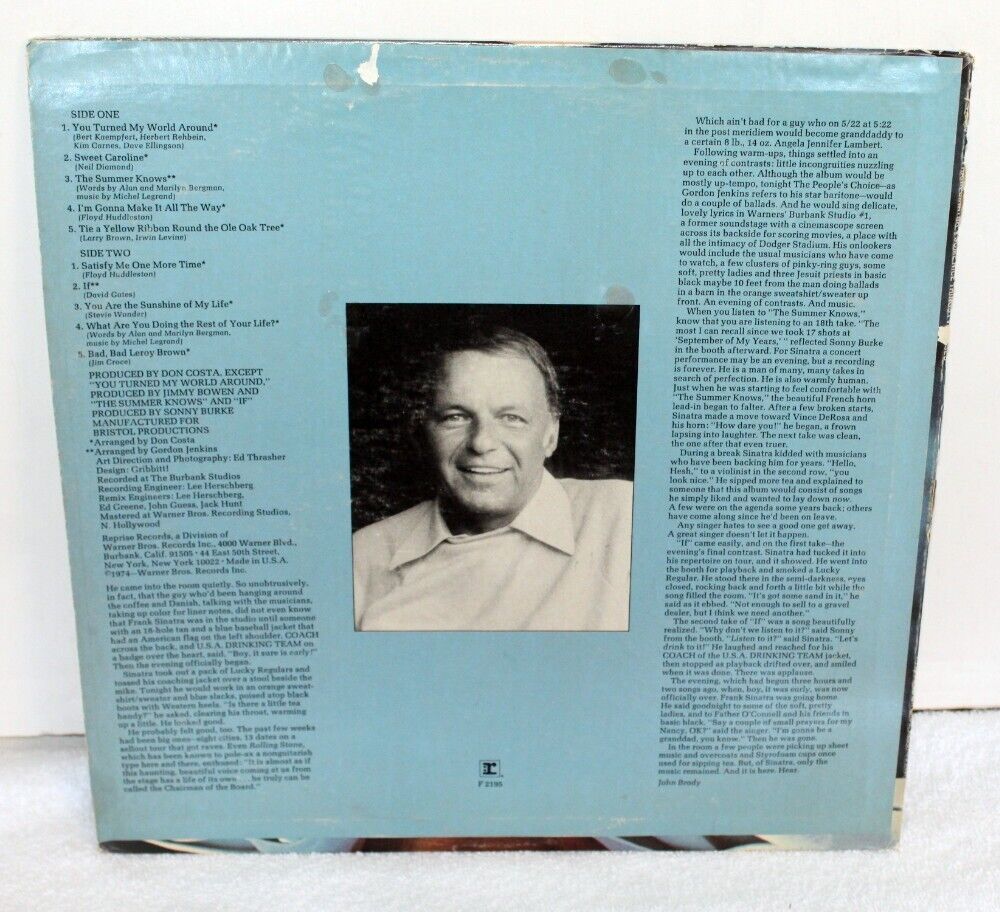 SIDE ONE
1. You Turned My World Around*
(Bert Kaempfert, Herbert Rehbein,
Kim Carnes, Dave Ellingson)
2. Sweet Caroline*
(Neil Diamond)
3. The Summer Knows**
(Words by Alan and Marilyn Bergman,
music by Michel Legrand)
4. I'm Gonna Make It All The Way*
(Floyd Huddleston)
5. Tie a Yellow Ribbon Round the Ole Oak Tree*
(Larry Brown, Irwin Levine)
SIDE TWO
1. Satisfy Me One More Time*
(Floyd Huddleston)
2. If**
(David Gates)
3. You Are the Sunshine of My Life*
(Stevie Wonder)
4. What Are You Doing the Rest of Your Life?*
(Words by Alan and Marilyn Bergman,
music by Michel Legrand)
5. Bad, Bad Leroy Brown*
(Jim Croce)
PRODUCED BY DON COSTA, EXCEPT
"YOU TURNED MY WORLD AROUND,"
PRODUCED BY JIMMY BOWEN AND
"THE SUMMER KNOWS" AND "IF"
PRODUCED BY SONNY BURKE
MANUFACTURED FOR
BRISTOL PRODUCTIONS
*Arranged by Don Costa
**Arranged by Gordon Jenkins
Art Direction and Photography: Ed Thrasher
Design: Gribbitt!
Recorded at The Burbank Studios
Recording Engineer: Lee Herschberg
Remix Engineers: Lee Herschberg,
Ed Greene, John Guess, Jack Hunt
Mastered at Warner Bros. Recording Studios,
N. Hollywood
Reprise Records, a Division of
Warner Bros. Records Inc., 4000 Warner Blvd.,
Burbank, Calif. 91505 • 44 East 50th Street,
New York, New York 10022 • Made in U.S.A.
©1974—Warner Bros. Records Inc.
He came into the room quietly. So unobtrusively,
in fact, that the guy who'd been hanging around
the coffee and Danish, talking with the musicians,
taking up color for liner notes, did not even know
that Frank Sinatra was in the studio until someone
with an 18-hole tan and a blue baseball jacket that
had an American flag on the left shoulder, COACH
across the back, and U.S.A. DRINKING TEAM on
a badge over the heart, said, "Boy, it sure is early!"
Then the evening officially began.
Sinatra took out a pack of Lucky Regulars and
tossed his coaching jacket over a stool beside the
mike. Tonight he would work in an orange sweat-
shirt/sweater and blue slacks, poised atop black
boots with Western heels. "Is there a little tea
handy?" he asked, clearing his throat, warming
up a little. He looked good.
He probably felt good, too. The past few weeks
had been big ones—eight cities, 13 dates on a
sellout tour that got raves. Even Rolling Stone,
which has been known to pole-ax a nonguitarish
type here and there, enthused: "It is almost as if
this haunting, beautiful voice coming at us from
the stage has a life of its own . . . he truly can be
called the Chairman of the Board."
r
F 2195
Which ain't bad for a guy who on 5/22 at 5:22
in the post meridiem would become granddaddy to
a certain 8 lb., 14 oz. Angela Jennifer Lambert.
Following warm-ups, things settled into an
evening of contrasts: little incongruities nuzzling
up to each other. Although the album would be
mostly up-tempo, tonight The People's Choice—as
Gordon Jenkins refers to his star baritone—would
do a couple of ballads. And he would sing delicate,
lovely lyrics in Warners' Burbank Studio #1,
a former soundstage with a cinemascope screen
across its backside for scoring movies, a place with
all the intimacy of Dodger Stadium. His onlookers
would include the usual musicians who have come
to watch, a few clusters of pinky-ring guys, some
soft, pretty ladies and three Jesuit priests in basic
black maybe 10 feet from the man doing ballads
in a barn in the orange sweatshirt/sweater up
front. An evening of contrasts. And music.
When you listen to "The Summer Knows,"
know that you are listening to an 18th take. "The
most I can recall since we took 17 shots at
'September of My Years,' " reflected Sonny Burke
in the booth afterward. For Sinatra a concert
performance may be an evening, but a recording
is forever. He is a man of many, many takes in
search of perfection. He is also warmly human.
Just when he was starting to feel comfortable with
"The Summer Knows," the beautiful French horn
lead-in began to falter. After a few broken starts,
Sinatra made a move toward Vince DeRosa and
his horn: "How dare you!" he began, a frown
lapsing into laughter. The next take was clean,
the one after that even truer.
During a break Sinatra kidded with musicians
who have been backing him for years. "Hello,
Hesh," to a violinist in the second row, "you
look nice." He sipped more tea and explained to
someone that this album would consist of songs
he simply liked and wanted to lay down now.
A few were on the agenda some years back; others
have come along since he'd been on leave.
Any singer hates to see a good one get away.
A great singer doesn't let it happen.
"If" came easily, and on the first take—the
evening's final contrast. Sinatra had tucked it into
his repertoire on tour, and it showed. He went into
the booth for playback and smoked a Lucky
Regular. He stood there in the semi-darkness, eyes
closed, rocking back and forth a little bit while the
song filled the room. "It's got some sand in it," he
said as it ebbed. "Not enough to sell to a gravel
dealer, but I think we need another."
The second take of "If" was a song beautifully
realized. "Why don't we listen to it?" said Sonny
from the booth. "Listen to it?" said Sinatra. "Let's
drink to it!" He laughed and reached for his
COACH of the U.S.A. DRINKING TEAM jacket,
then stopped as playback drifted over, and smiled
when it was done. There was applause.
The evening, which had begun three hours and
two songs ago, when, boy, it was early, was now
officially over. Frank Sinatra was going home.
He said goodnight to some of the soft, pretty
ladies, and to Father O'Connell and his friends in
basic black. "Say a couple of small prayers for my
Nancy, OK?" said the singer. "I'm gonna be a
granddad, you know." Then he was gone.
In the room a few people were picking up sheet
music and overcoats and Styrofoam cups once
used for sipping tea. But, of Sinatra, only the
music remained. And it is here. Hear.
John Brady